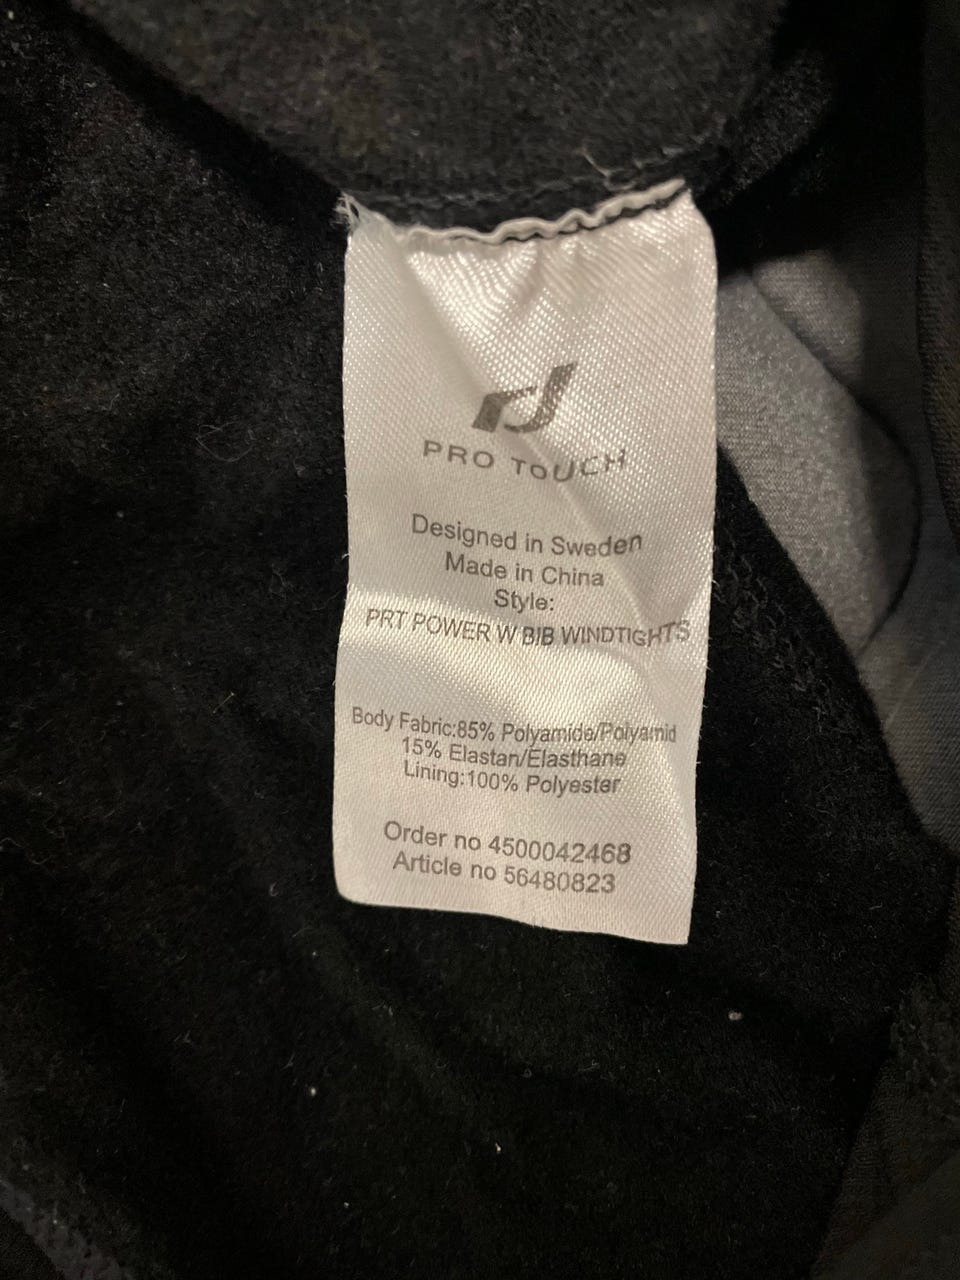 PRO TOUCH
Designed in Sweden
Made in China
Style:
PRT POWER W BIB WINDTIGHTS
Body Fabric:85% Polyamide/Polyamid
15% Elastan/Elasthane
Lining:100% Polyester
Order no 4500042468
Article no 56480823